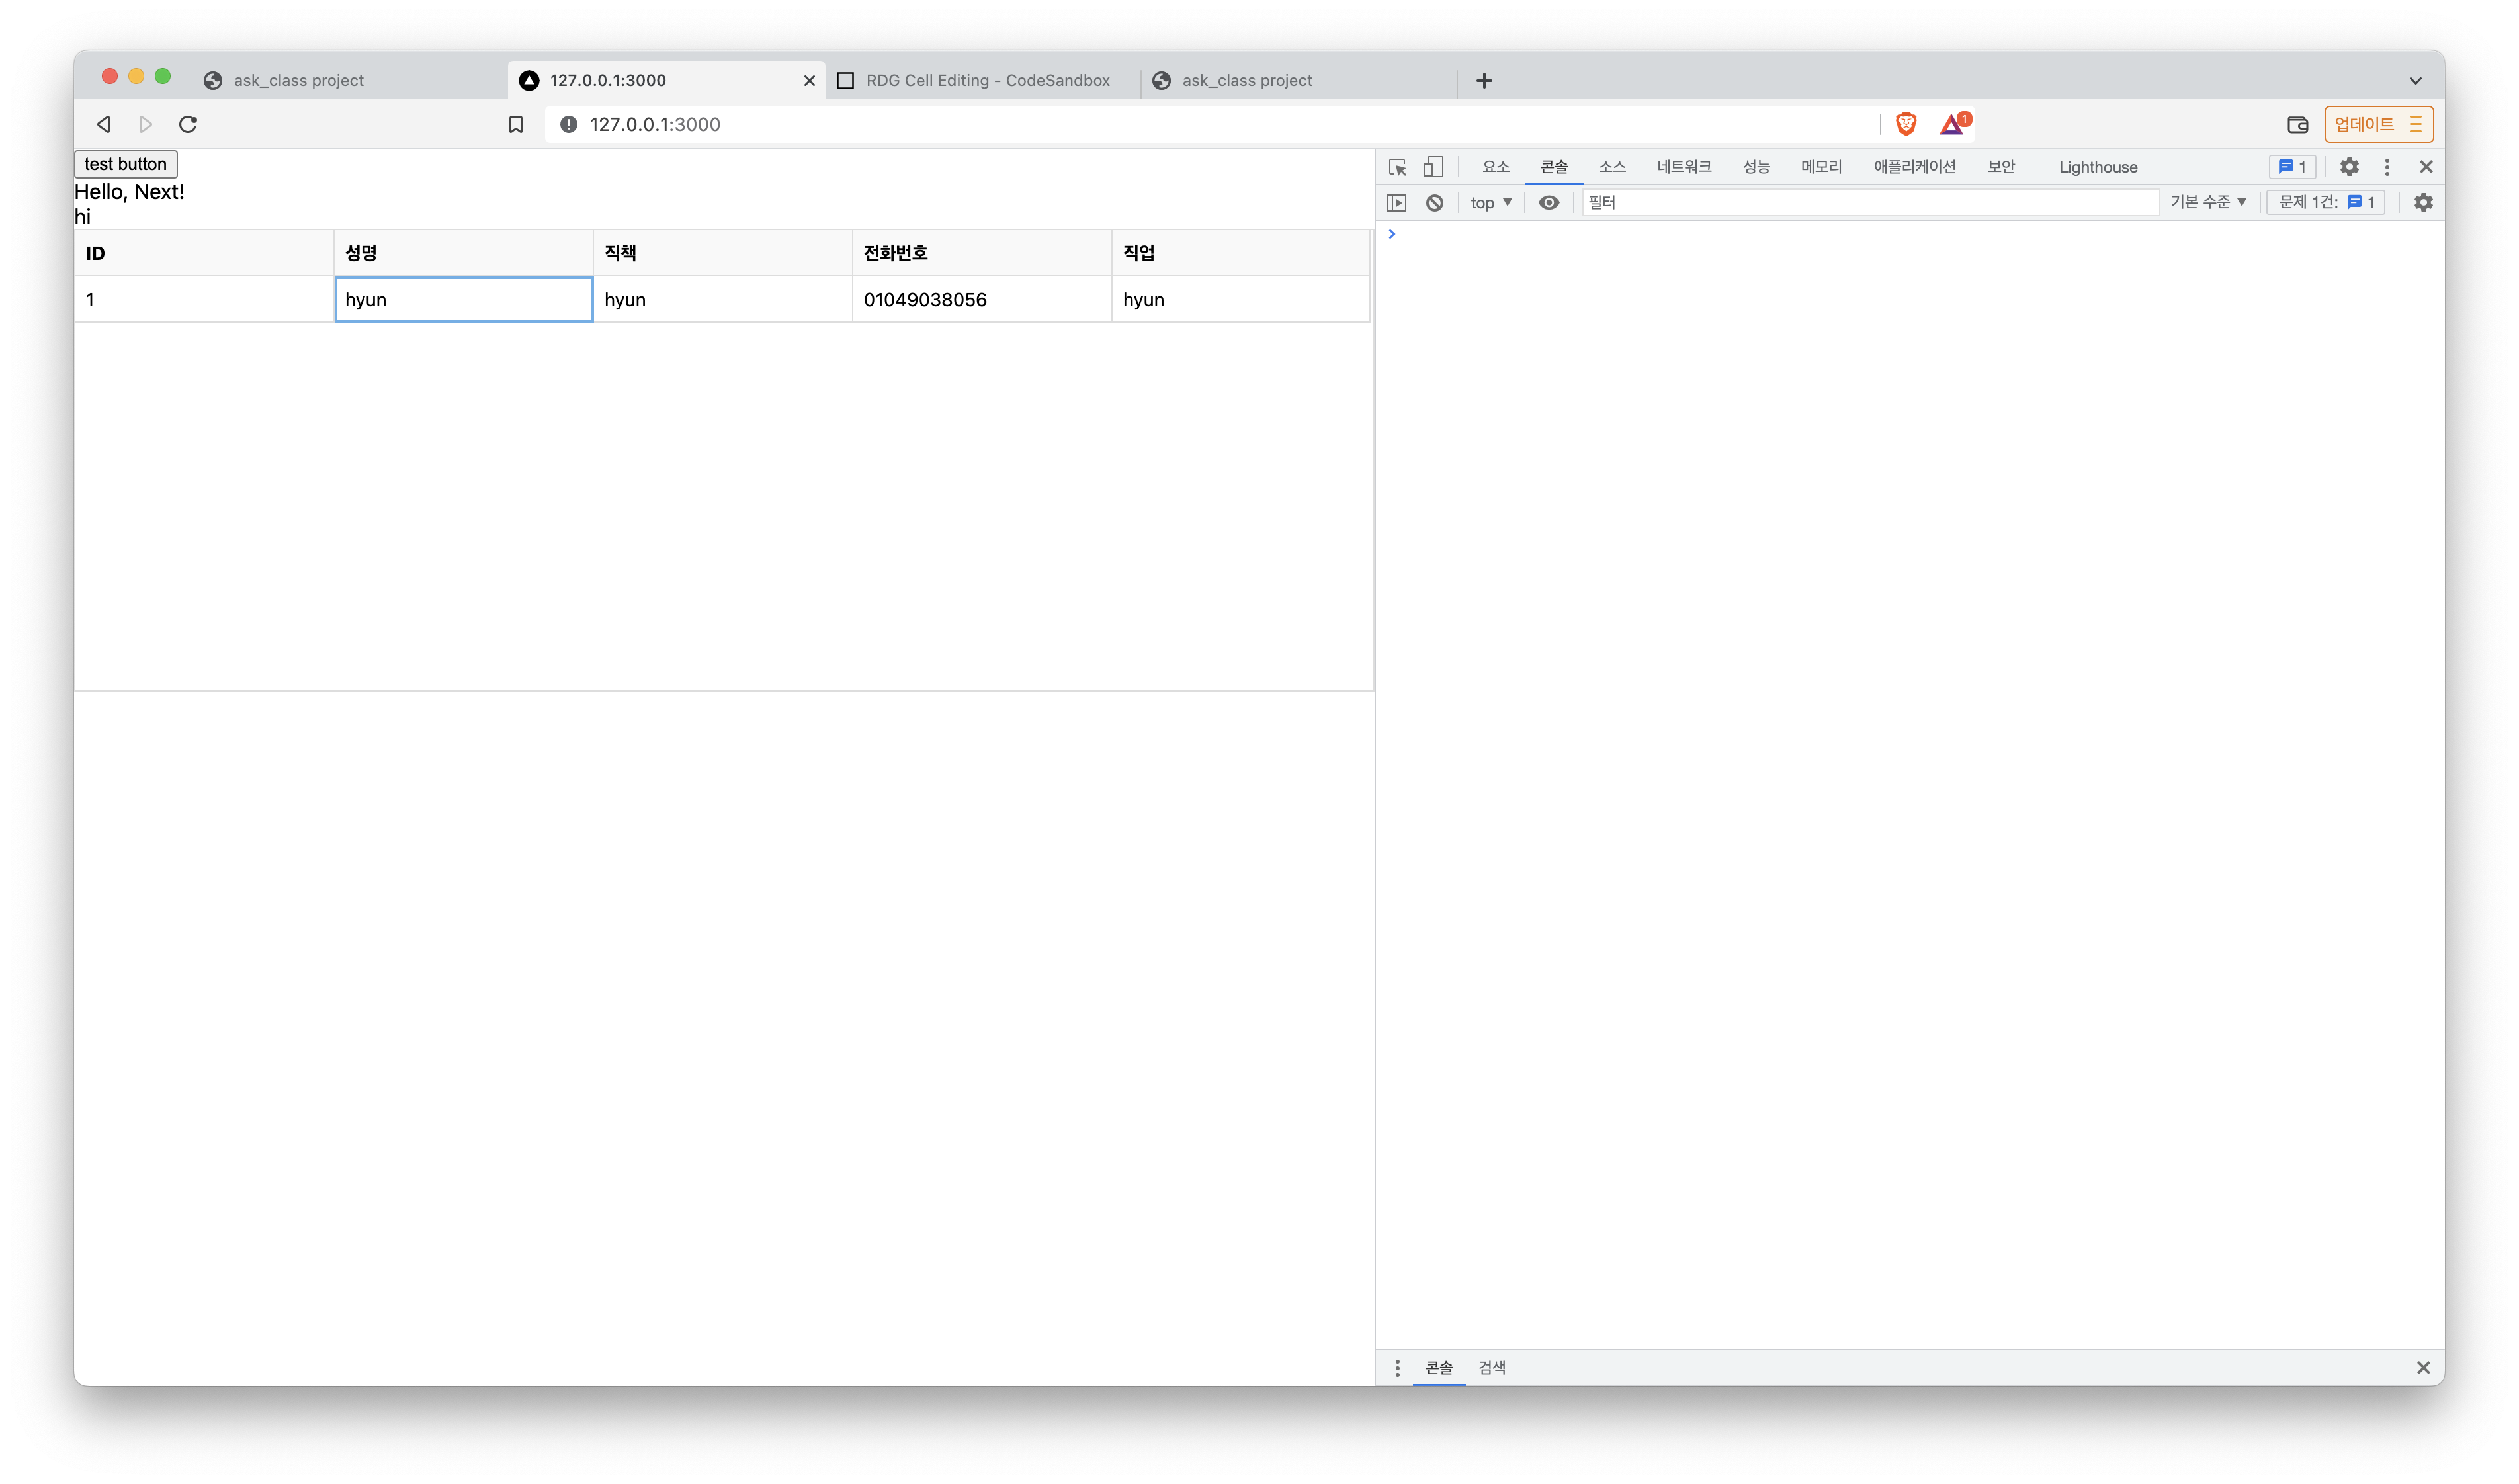 ask_class project 127.0.0.1:3000 RDG Cell Editing - CodeSandbox ask_class project
127.0.0.1:3000 1 업데이트
test button
Hello, Next!
hi
ID 성명 직책 전화번호 직업
1 hyun hyun 01049038056 hyun
요소 콘솔 소스 네트워크 성능 메모리 애플리케이션 보안 Lighthouse 1
top 필터 기본 수준 문제 1건: 1
콘솔 검색